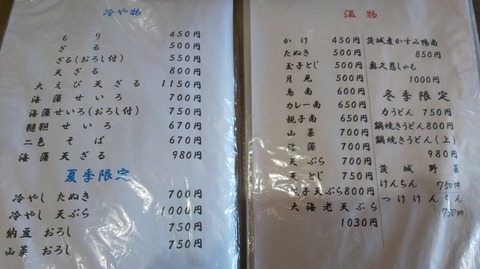 冷や物
もり 450円
ざる 500円
ざる(おろし付) 550円
天ざる 800円
大えび天ざる 1150円
海藻せいろ 700円
海藻せいろ(おろし付) 750円
韃靼せいろ 670円
二色そば 670円
海藻天ざる 980円
夏季限定
冷やしたぬき 700円
冷やし天ぷら 1000円
納豆おろし 750円
山菜おろし 750円
温物
かけ 450円
たぬき 500円
玉子とじ 500円
月見 500円
鳥南 600円
カレー南 650円
親子南 650円
山菜 700円
700円
天ぷら 700円
天とじ 750円
天ぷら800円
大海老天ぷら
1030円
茨城産かすみ鴨南
850円
奥久慈しゃも
1000円
冬季限定
力うどん 750円
鍋焼きうどん800円
鍋焼きうどん(上)
980円
茨城野菜
けんちん 750円
つけけんちん
750円